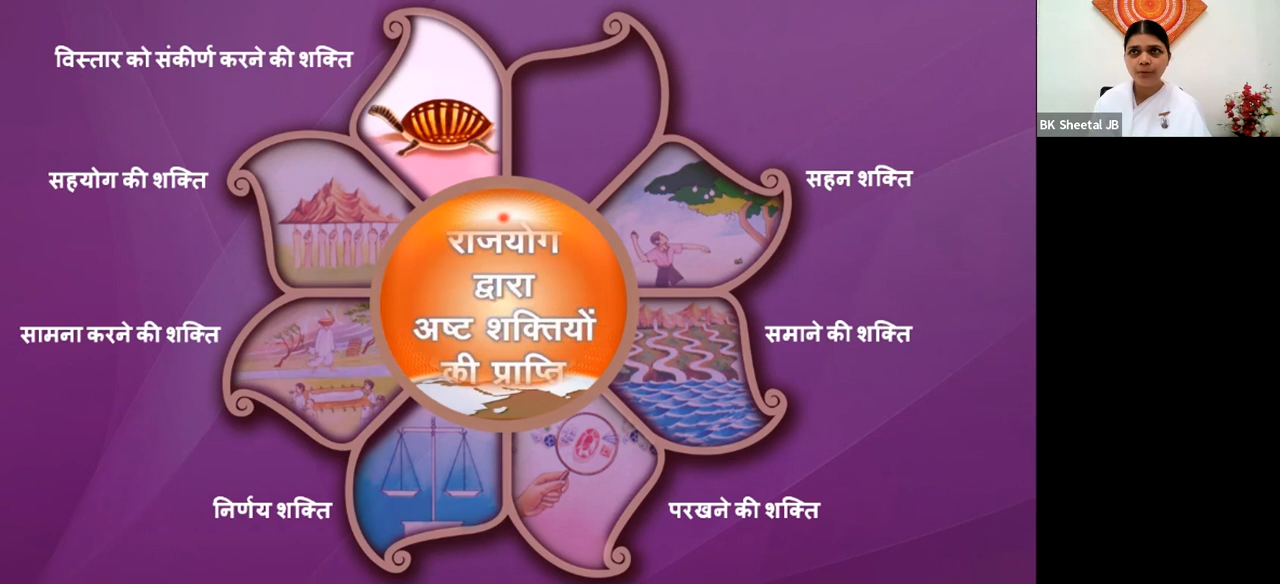 विस्तार को संकीर्ण करने की शक्ति
सहयोग की शक्ति
सहन शक्ति
राजयोग
द्वारा
अष्ट शक्तियों
की प्राप्ति
सामना करने की शक्ति
समाने की शक्ति
निर्णय शक्ति
परखने की शक्ति
BK Sheetal JB